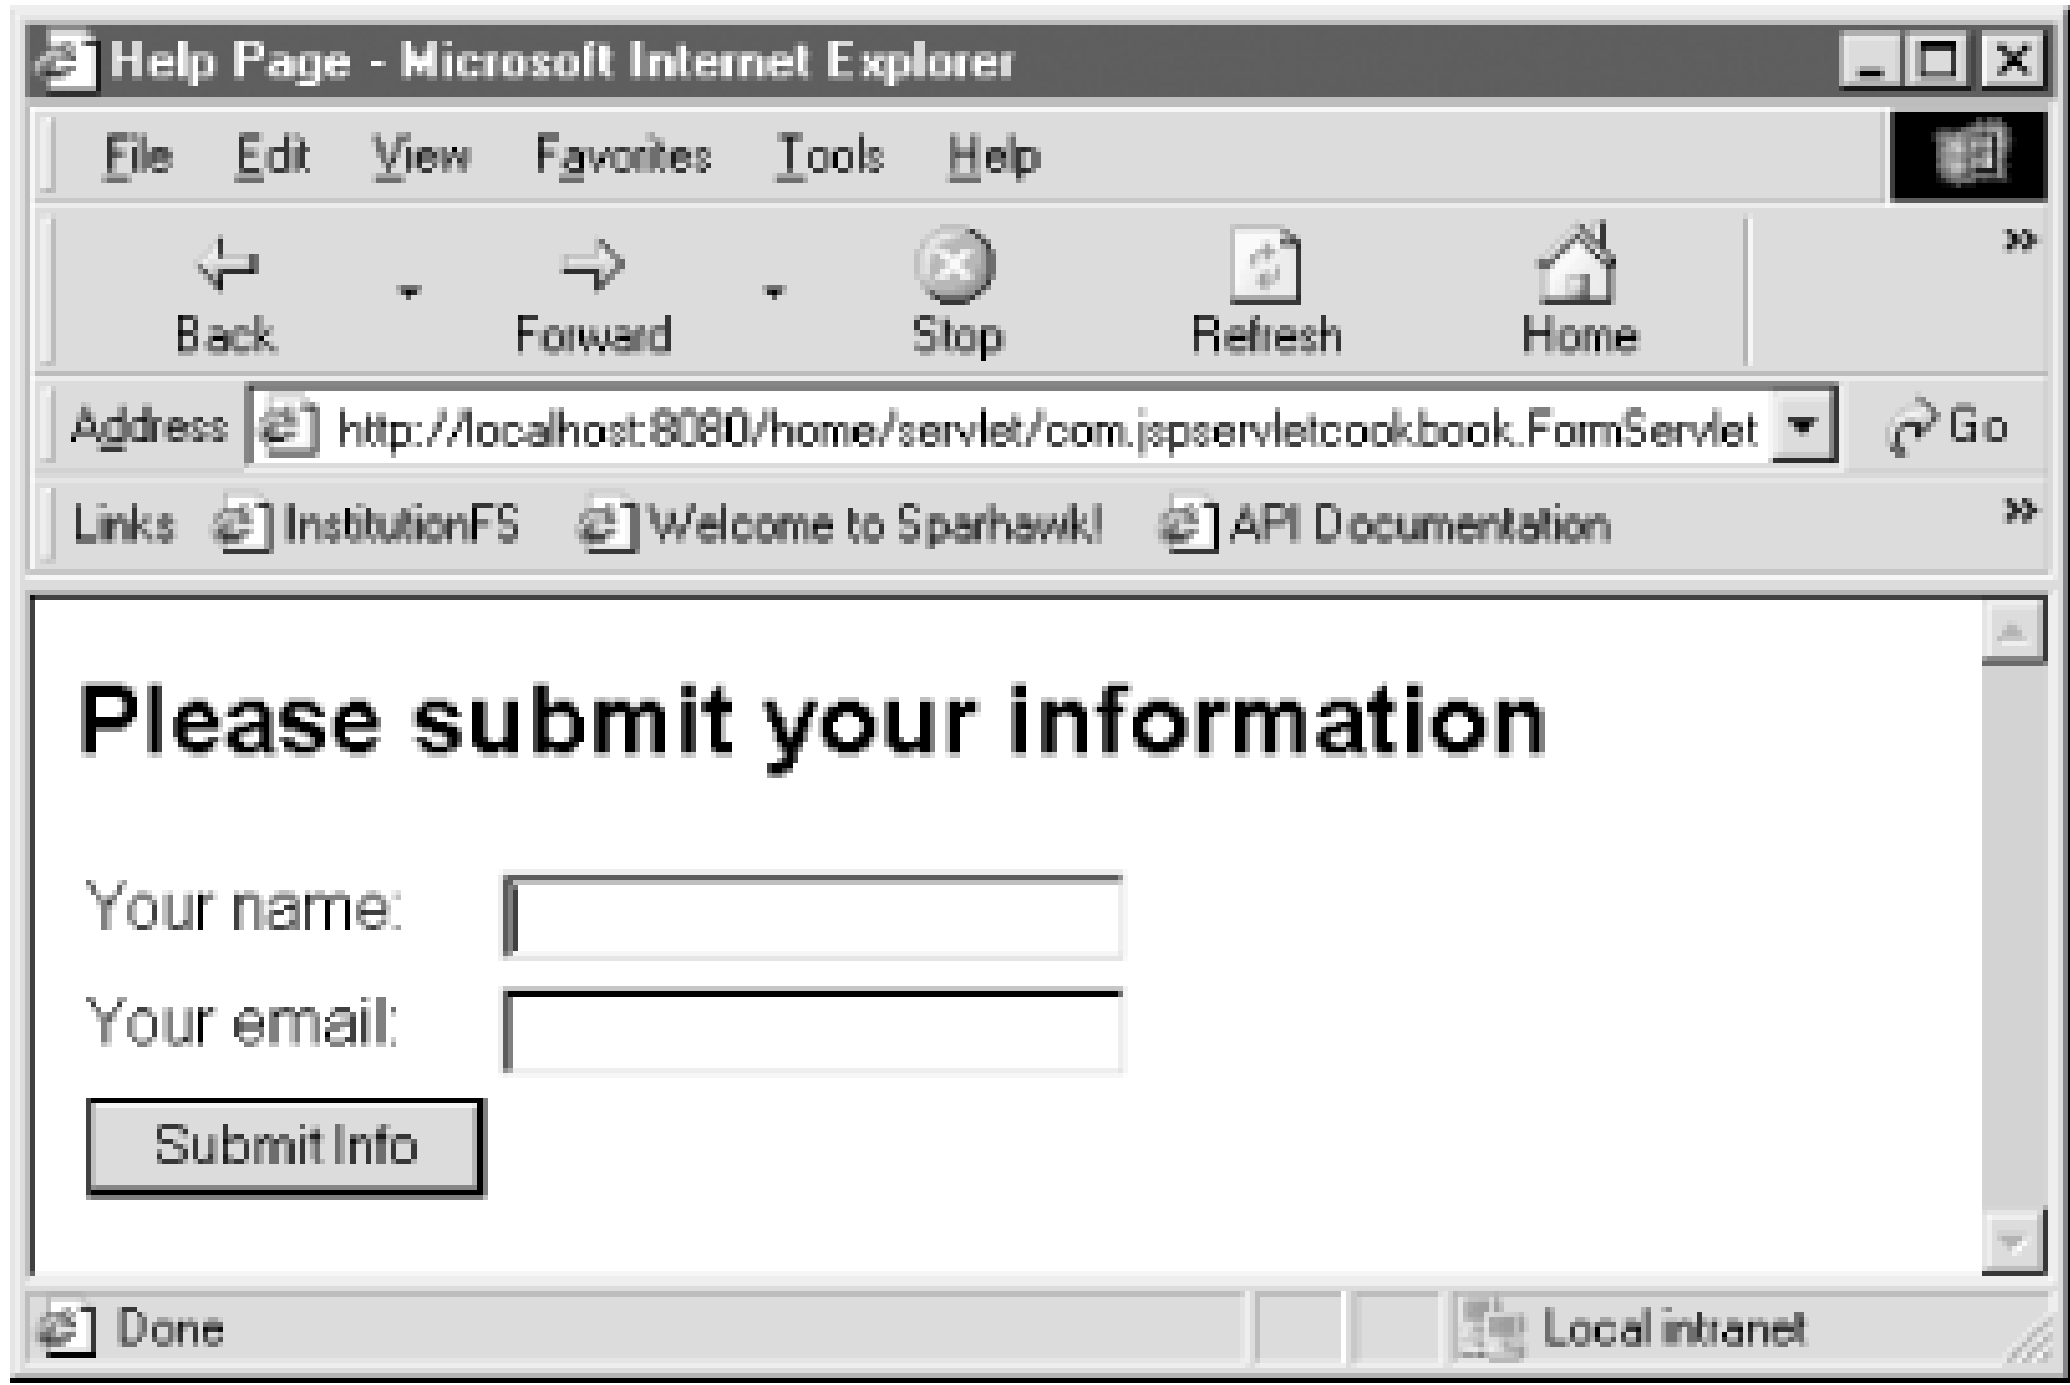 Help Page - Microsoft Internet Explorer
File Edit View Favorites Tools Help
Back Forward Stop Refresh Home »
Address http://localhost:8080/home/servlet/com.jspservletcookbook.FormServlet Go
Links InstitutionFS Welcome to Sparhawk! API Documentation »
Please submit your information
Your name:
Your email:
Submit Info
Done Local intranet